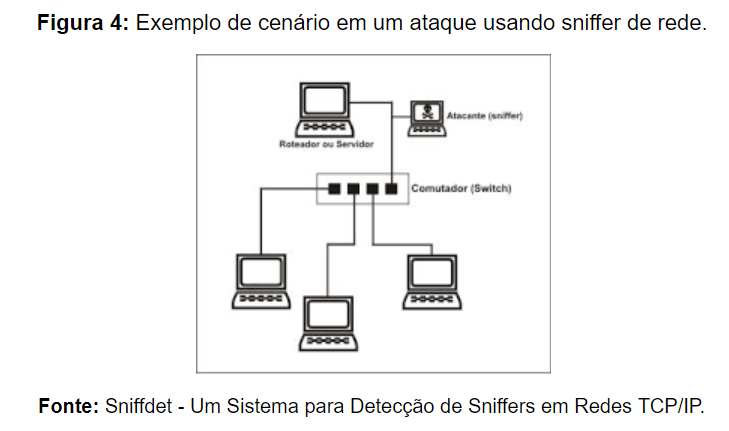 Figura 4: Exemplo de cenário em um ataque usando sniffer de rede.
Atacante (sniffer)
Roteador ou Servidor
Comutador (Switch)
Fonte: Sniffdet - Um Sistema para Detecção de Sniffers em Redes TCP/IP.